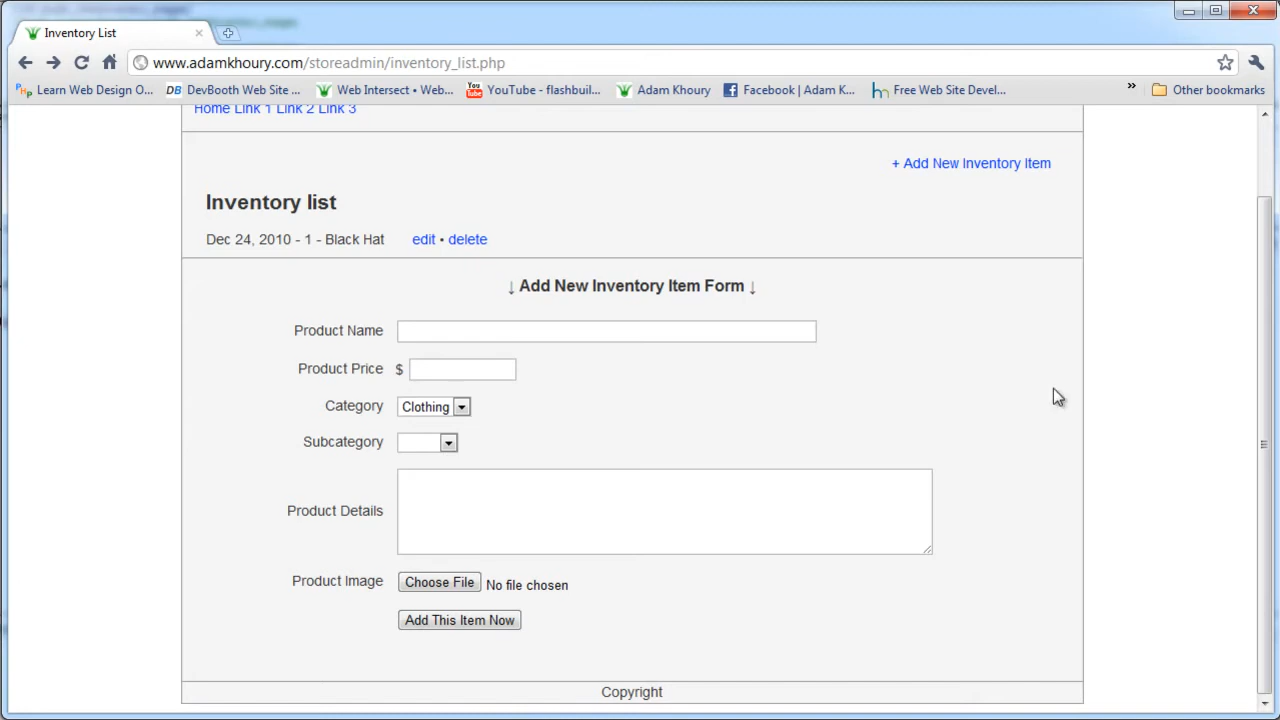 Inventory List
www.adamkhoury.com/storeadmin/inventory_list.php
Learn Web Design O... DevBooth Web Site ... Web Intersect • Web... YouTube - flashbuil... Adam Khoury Facebook | Adam K... Free Web Site Devel... » Other bookmarks
Home Link 1 Link 2 Link 3
+ Add New Inventory Item
Inventory list
Dec 24, 2010 - 1 - Black Hat edit • delete
↓ Add New Inventory Item Form ↓
Product Name
Product Price $
Category Clothing
Subcategory
Product Details
Product Image Choose File No file chosen
Add This Item Now
Copyright